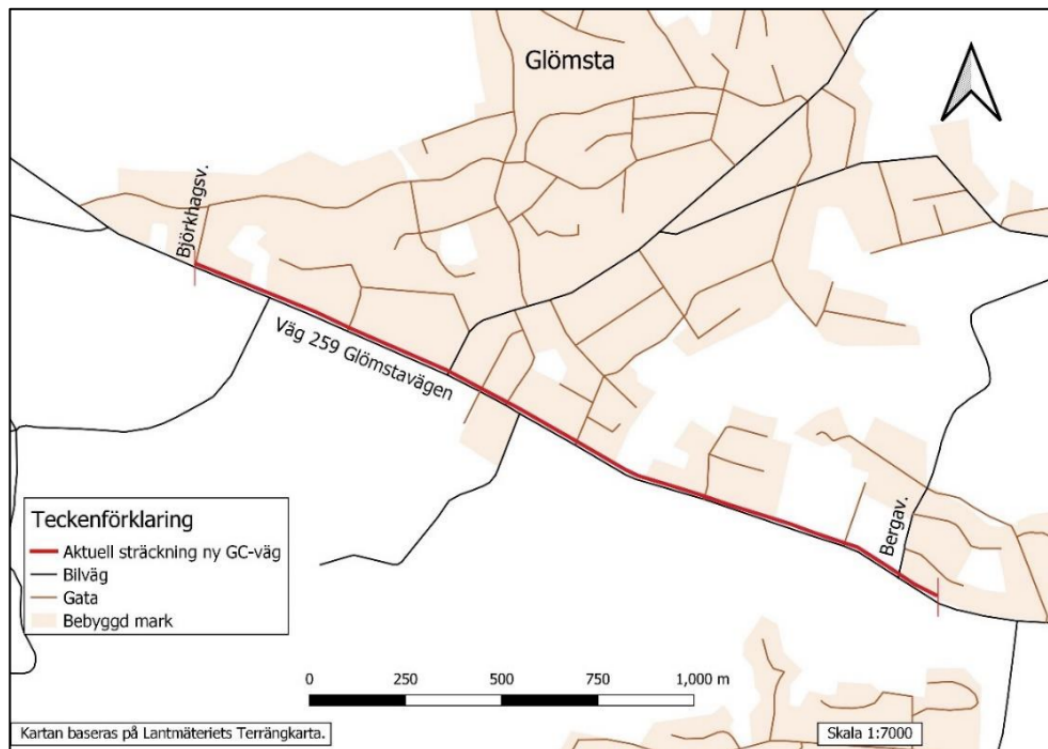 Glömsta
Björkhagsv.
Väg 259 Glömstavägen
Bergav.
Teckenförklaring
Aktuell sträckning ny GC-väg
Bilväg
Gata
Bebyggd mark
0 250 500 750 1,000 m
Kartan baseras på Lantmäteriets Terrängkarta.
Skala 1:7000